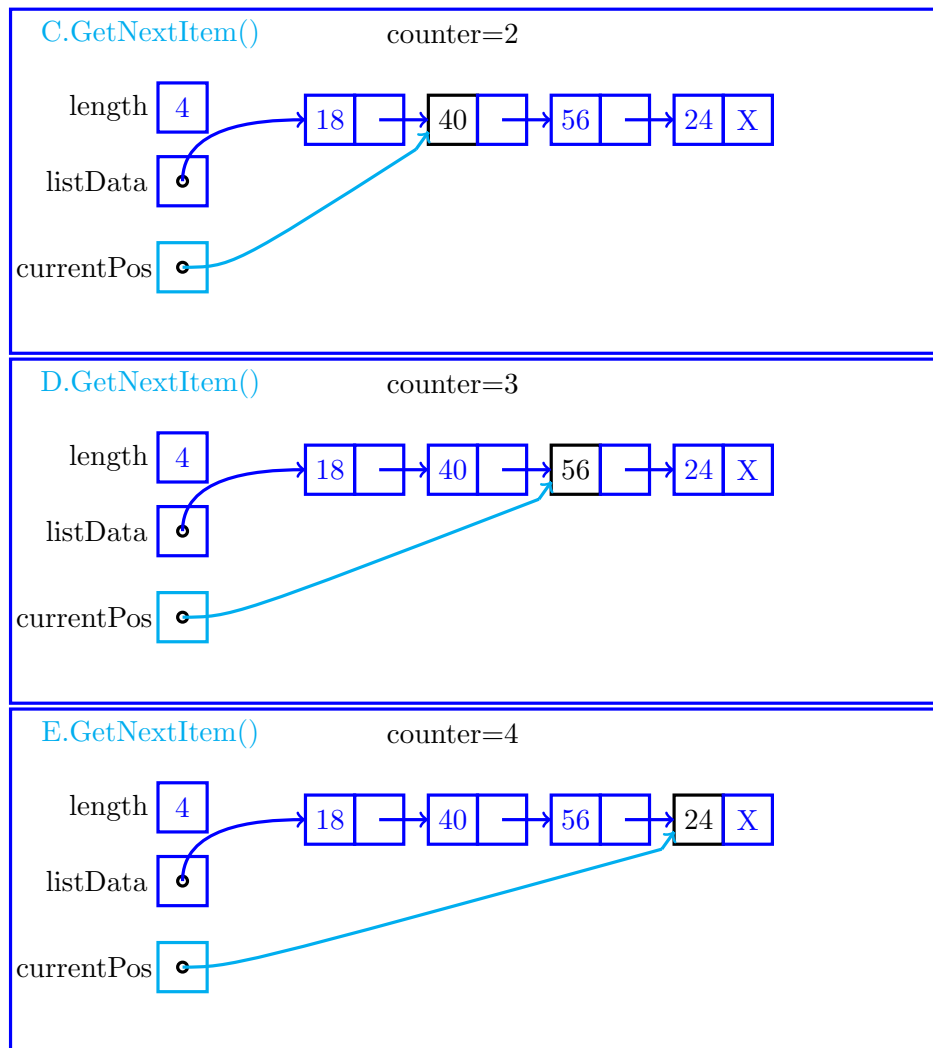 C.GetNextItem() counter=2
length 4 18 40 56 24 X
listData
currentPos
D.GetNextItem() counter=3
length 4 18 40 56 24 X
listData
currentPos
E.GetNextItem() counter=4
length 4 18 40 56 24 X
listData
currentPos